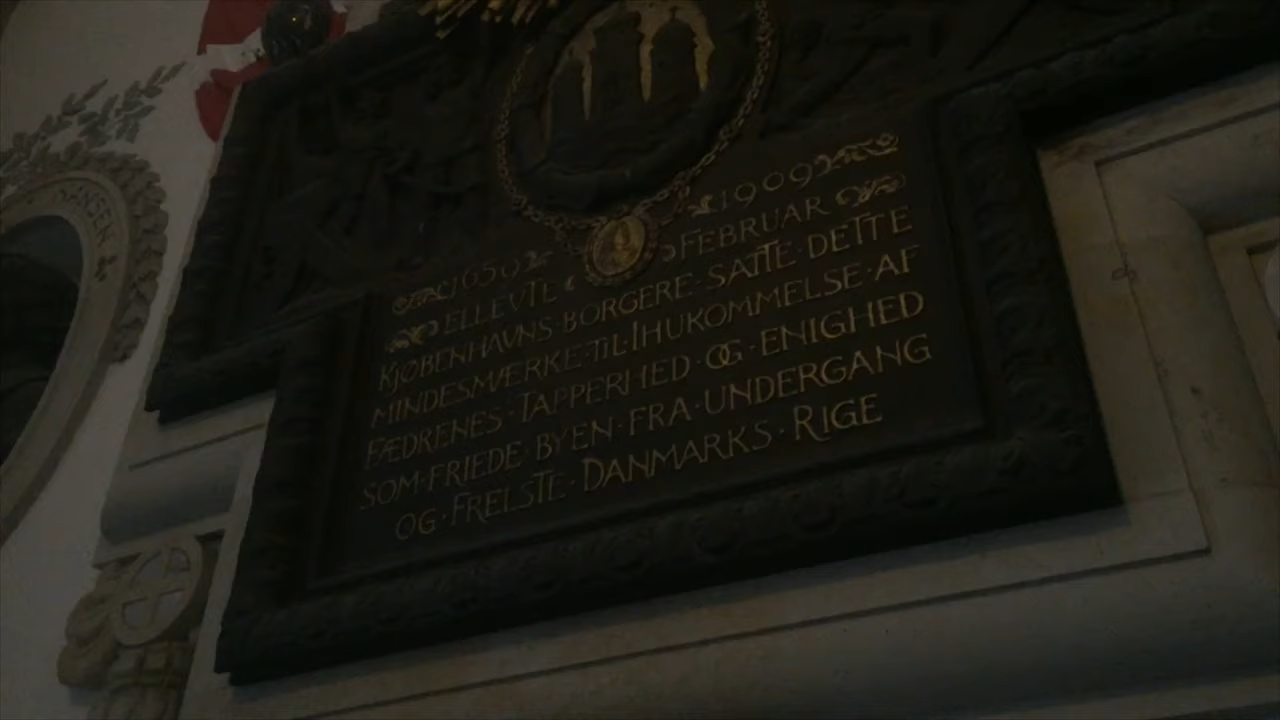 NANSEN
1659 1909
ELLEVTE FEBRUAR
KJØBENHAVNS·BORGERE·SATTE·DETTE
MINDESMÆRKE·TIL·IHUKOMMELSE·AF
FÆDRENES·TAPPERHED·OG·ENIGHED
SOM·FRIEDE·BYEN·FRA·UNDERGANG
OG·FRELSTE·DANMARKS·RIGE